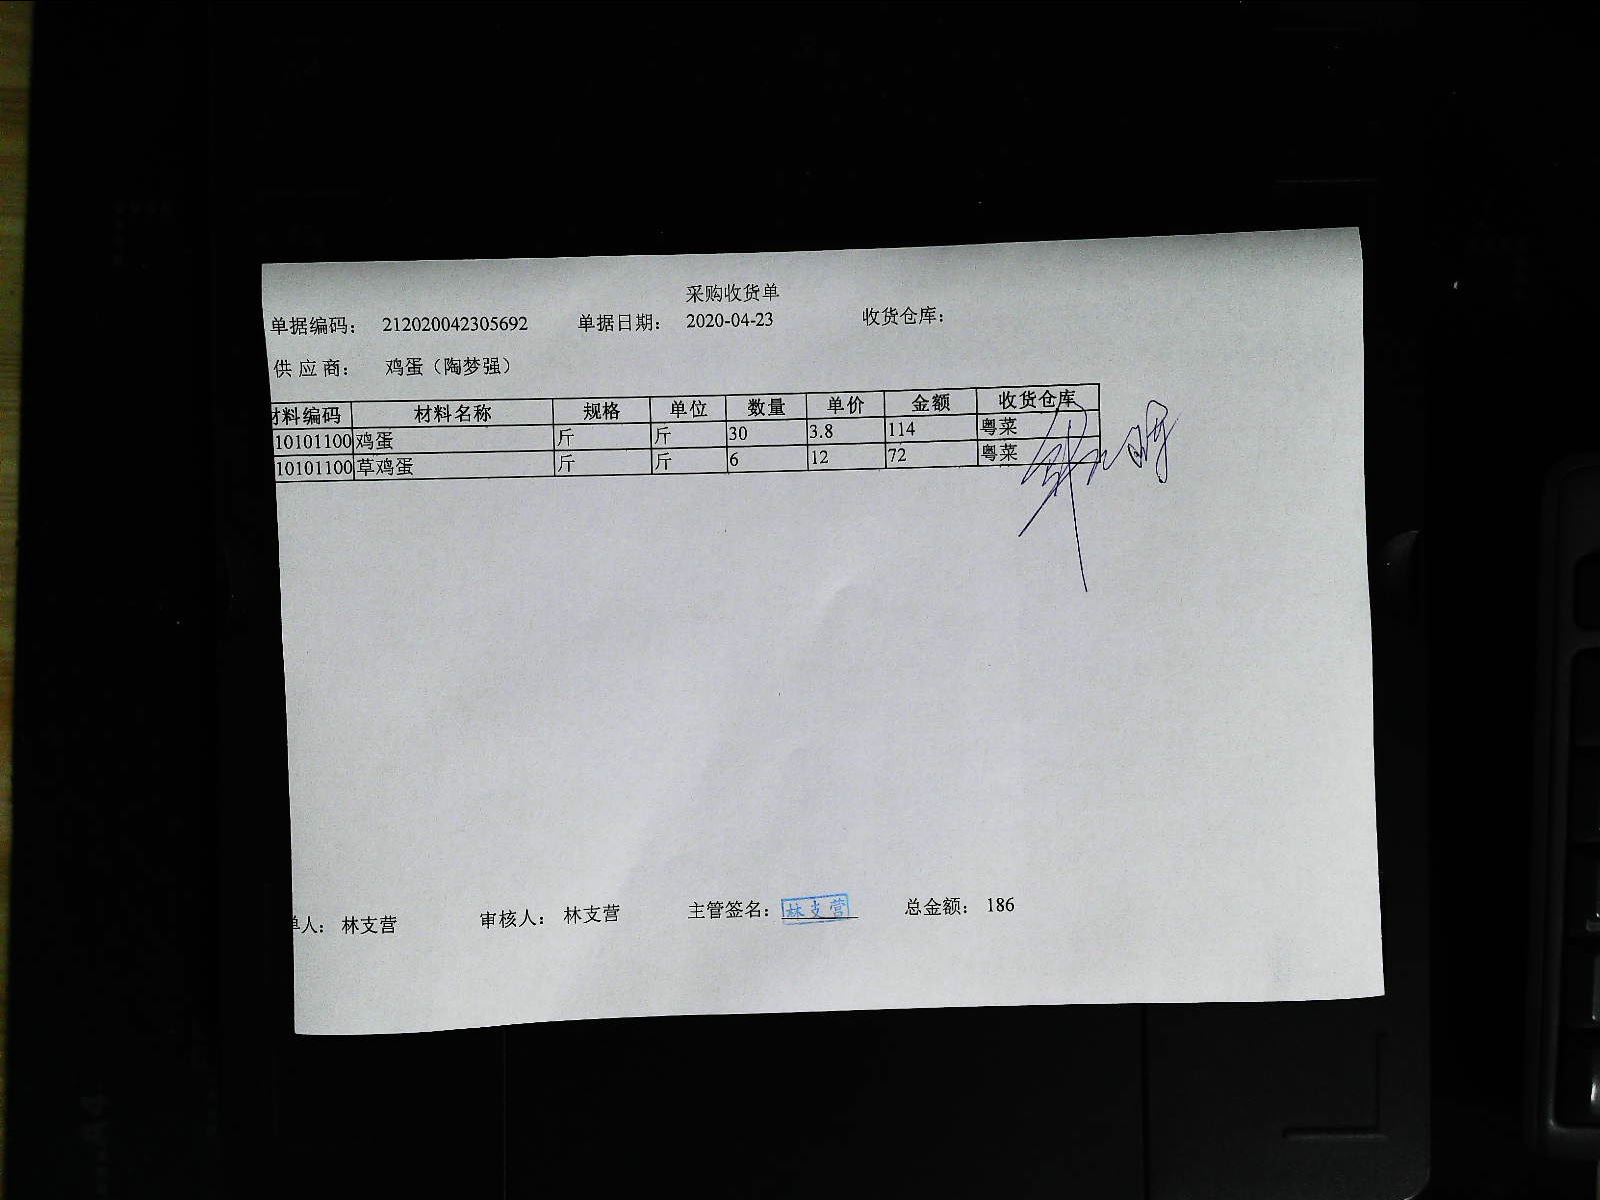 采购收货单
单据编码： 212020042305692 单据日期： 2020-04-23 收货仓库：
供 应 商： 鸡蛋（陶梦强）
材料编码 材料名称 规格 单位 数量 单价 金额 收货仓库
10101100 鸡蛋 斤 斤 30 3.8 114 粤菜
10101100 草鸡蛋 斤 斤 6 12 72 粤菜
单人： 林支营 审核人： 林支营 主管签名： 林支营 总金额： 186